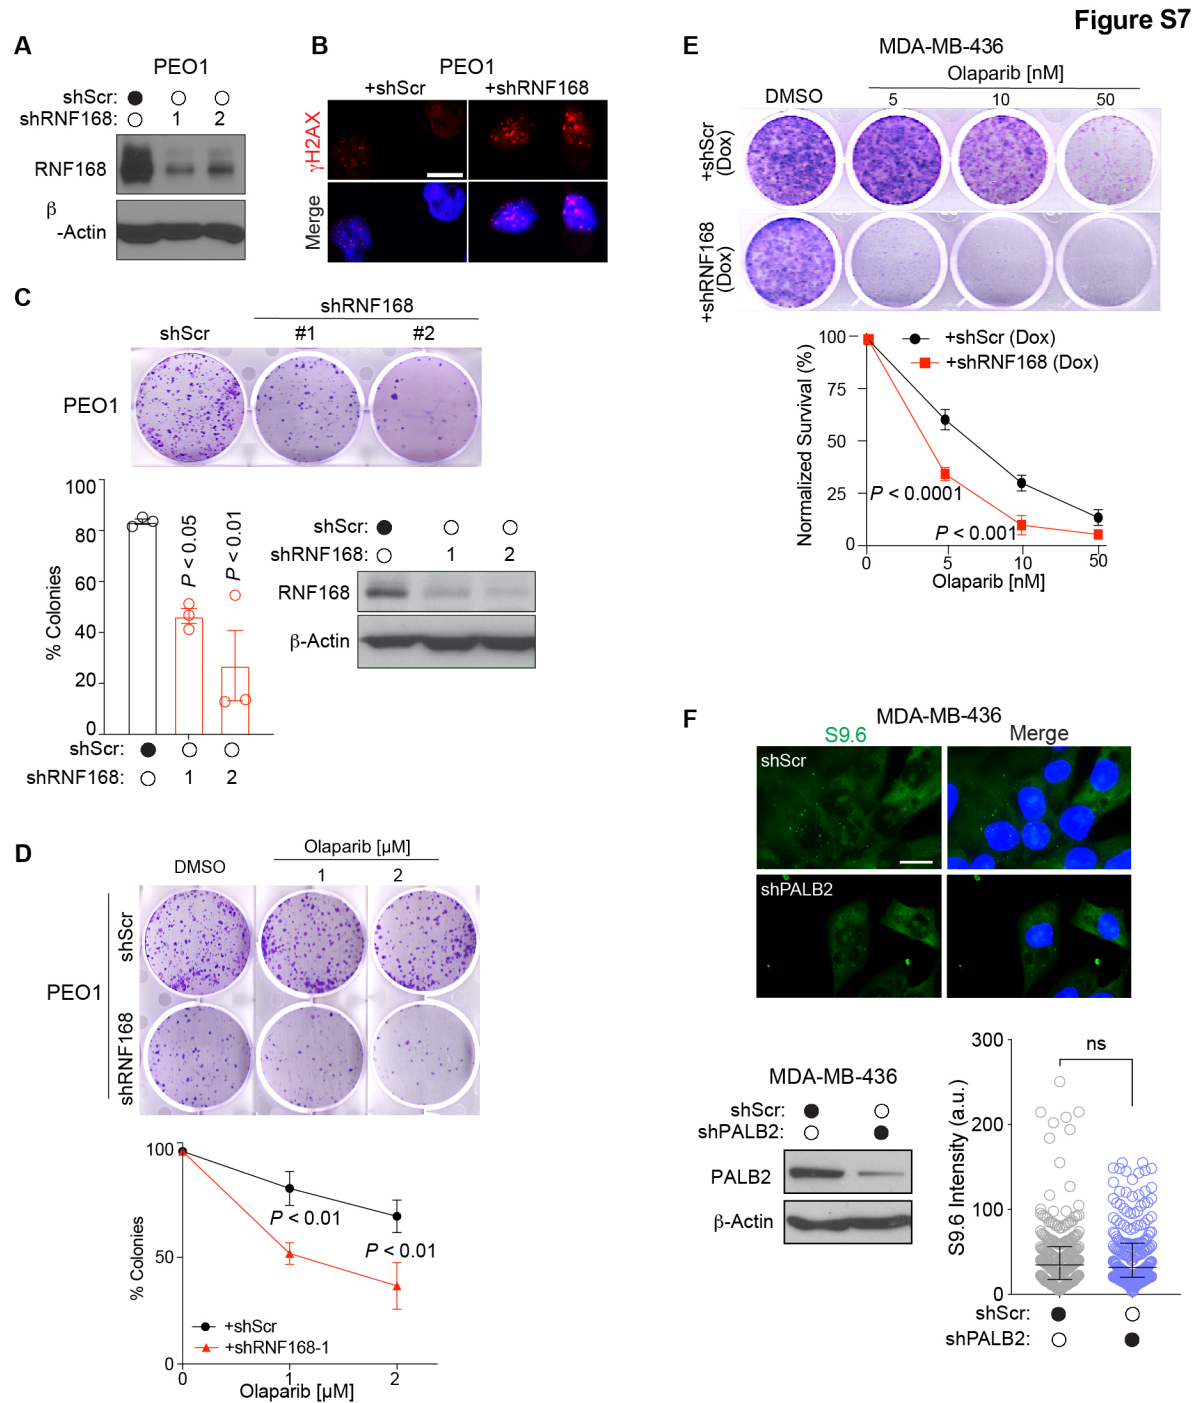 Figure S7
A
PEO1
shScr:
shRNF168: 1 2
RNF168
β
-Actin
B
PEO1
+shScr +shRNF168
γH2AX
Merge
C
shRNF168
shScr #1 #2
PEO1
100
80
60
40
20
0
% Colonies
P < 0.05
P < 0.01
shScr:
shRNF168: 1 2
shScr:
shRNF168: 1 2
RNF168
β-Actin
D
Olaparib [µM]
DMSO 1 2
PEO1
shScr
shRNF168
100
50
0
% Colonies
P < 0.01
P < 0.01
+shScr
+shRNF168-1
0 1 2
Olaparib [µM]
E
MDA-MB-436
Olaparib [nM]
DMSO 5 10 50
+shScr
(Dox)
+shRNF168
(Dox)
100
75
50
25
0
Normalized Survival (%)
+shScr (Dox)
+shRNF168 (Dox)
P < 0.0001
P < 0.001
0 5 10 50
Olaparib [nM]
F
MDA-MB-436
S9.6 Merge
shScr
shPALB2
MDA-MB-436
shScr:
shPALB2:
PALB2
β-Actin
300
200
100
0
S9.6 Intensity (a.u.)
ns
shScr:
shPALB2: